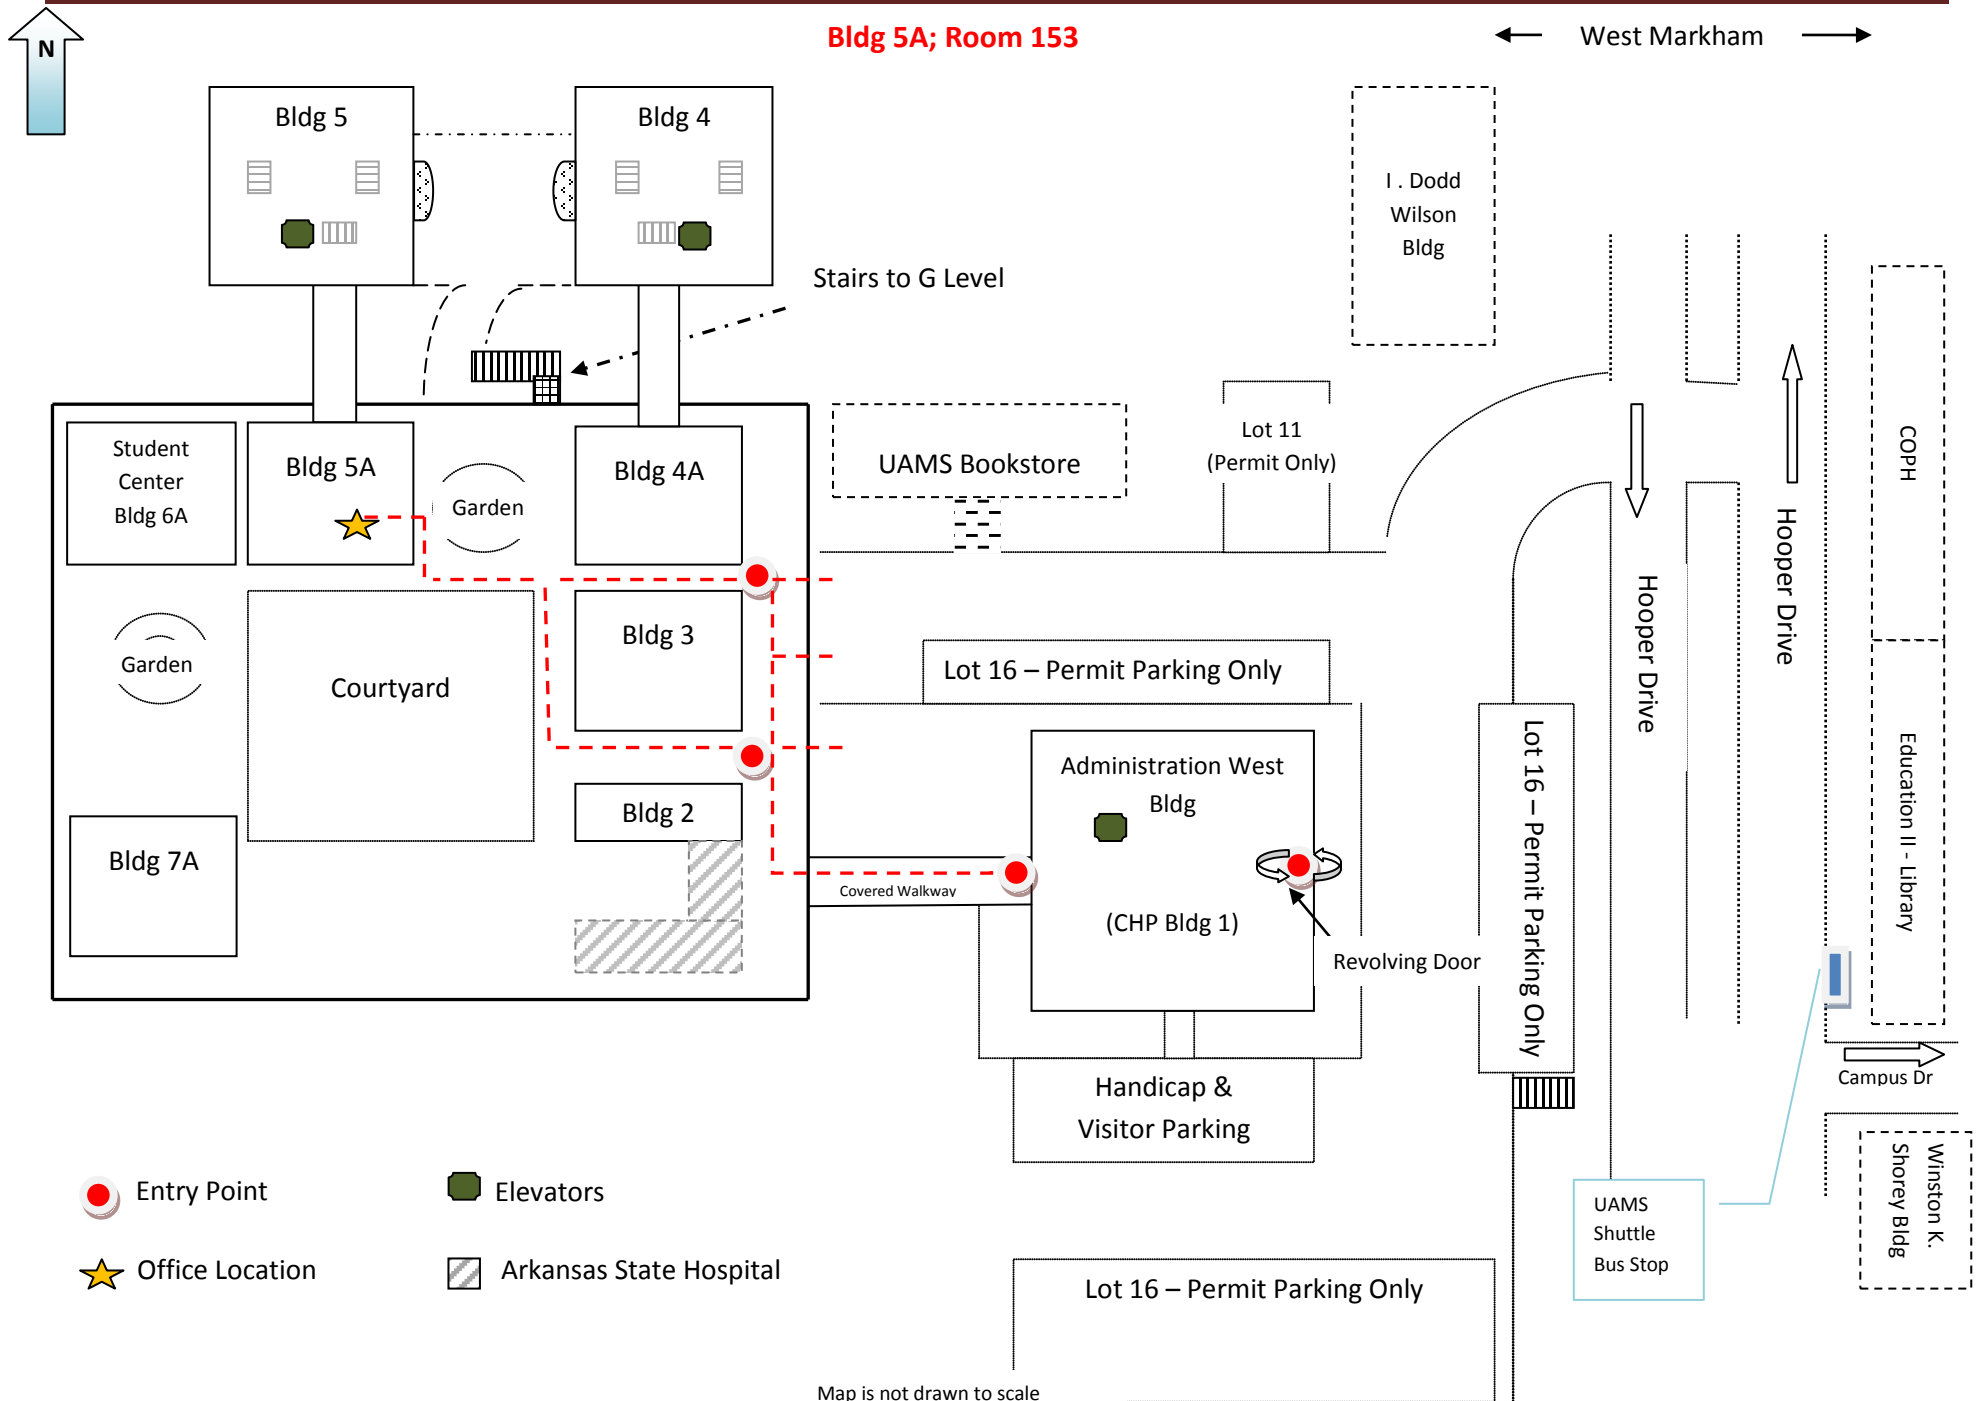 N
Bldg 5A; Room 153
West Markham
Bldg 5
Bldg 4
I . Dodd
Wilson
Bldg
Stairs to G Level
Student
Center
Bldg 6A
Bldg 5A
Garden
Bldg 4A
UAMS Bookstore
Lot 11
(Permit Only)
COPH
Hooper Drive
Hooper Drive
Garden
Courtyard
Bldg 3
Lot 16 – Permit Parking Only
Administration West
Bldg
(CHP Bldg 1)
Lot 16 – Permit Parking Only
Education II - Library
Bldg 2
Bldg 7A
Covered Walkway
Revolving Door
Handicap &
Visitor Parking
Campus Dr
Winston K.
Shorey Bldg
Entry Point
Elevators
UAMS
Shuttle
Bus Stop
Office Location
Arkansas State Hospital
Lot 16 – Permit Parking Only
Map is not drawn to scale